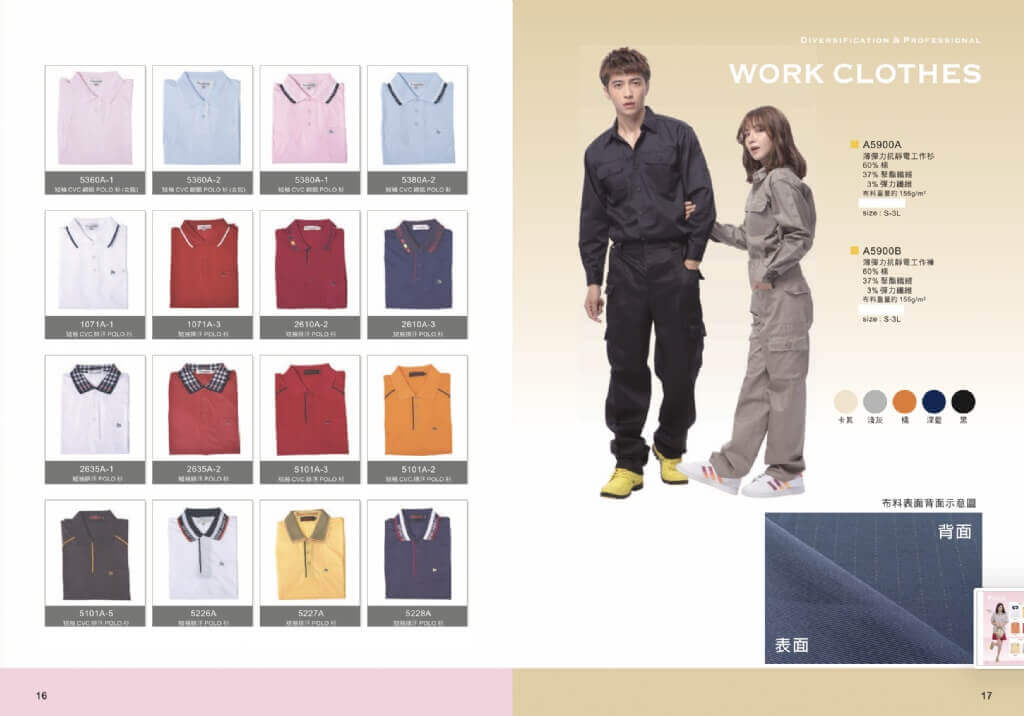 5360A-1
短袖 CVC 網眼 POLO 衫 (女款)
5360A-2
短袖 CVC 網眼 POLO 衫 (女款)
5380A-1
短袖 CVC 網眼 POLO 衫
5380A-2
短袖 CVC 網眼 POLO 衫
1071A-1
短袖 CVC 排汗 POLO 衫
1071A-3
短袖排汗 POLO 衫
2610A-2
短袖排汗 POLO 衫
2610A-3
短袖排汗 POLO 衫
2635A-1
短袖排汗 POLO 衫
2635A-2
短袖排汗 POLO 衫
5101A-3
短袖 CVC 排汗 POLO 衫
5101A-2
短袖 CVC 排汗 POLO 衫
5101A-5
短袖 CVC 排汗 POLO 衫
5226A
短袖排汗 POLO 衫
5227A
短袖排汗 POLO 衫
5228A
短袖排汗 POLO 衫
16
DIVERSIFICATION & PROFESSIONAL
WORK CLOTHES
A5900A
薄彈力抗靜電工作衫
60% 棉
37% 聚酯纖維
3% 彈力纖維
布料重量約 155g/m²
size : S-3L
A5900B
薄彈力抗靜電工作褲
60% 棉
37% 聚酯纖維
3% 彈力纖維
布料重量約 155g/m²
size : S-3L
卡其 淺灰 橘 深藍 黑
布料表面背面示意圖
背面
表面
17